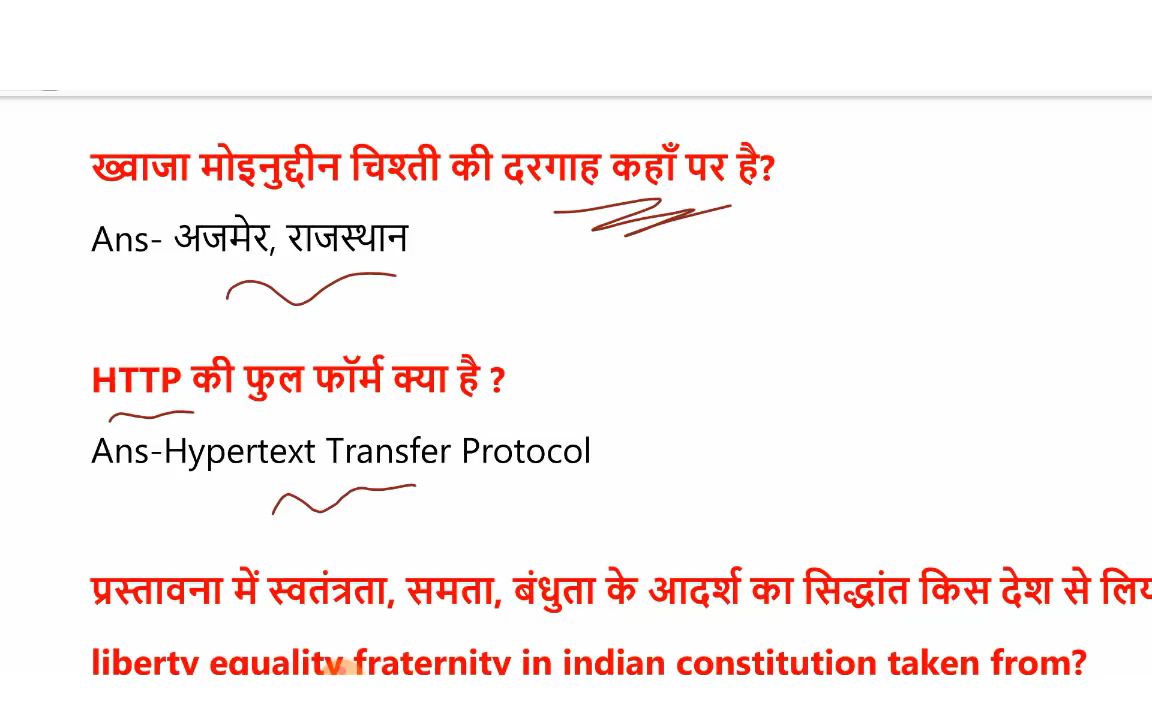 ख्वाजा मोइनुद्दीन चिश्ती की दरगाह कहाँ पर है?
Ans- अजमेर, राजस्थान
HTTP की फुल फॉर्म क्या है ?
Ans-Hypertext Transfer Protocol
प्रस्तावना में स्वतंत्रता, समता, बंधुता के आदर्श का सिद्धांत किस देश से
liberty equality fraternity in indian constitution taken from?